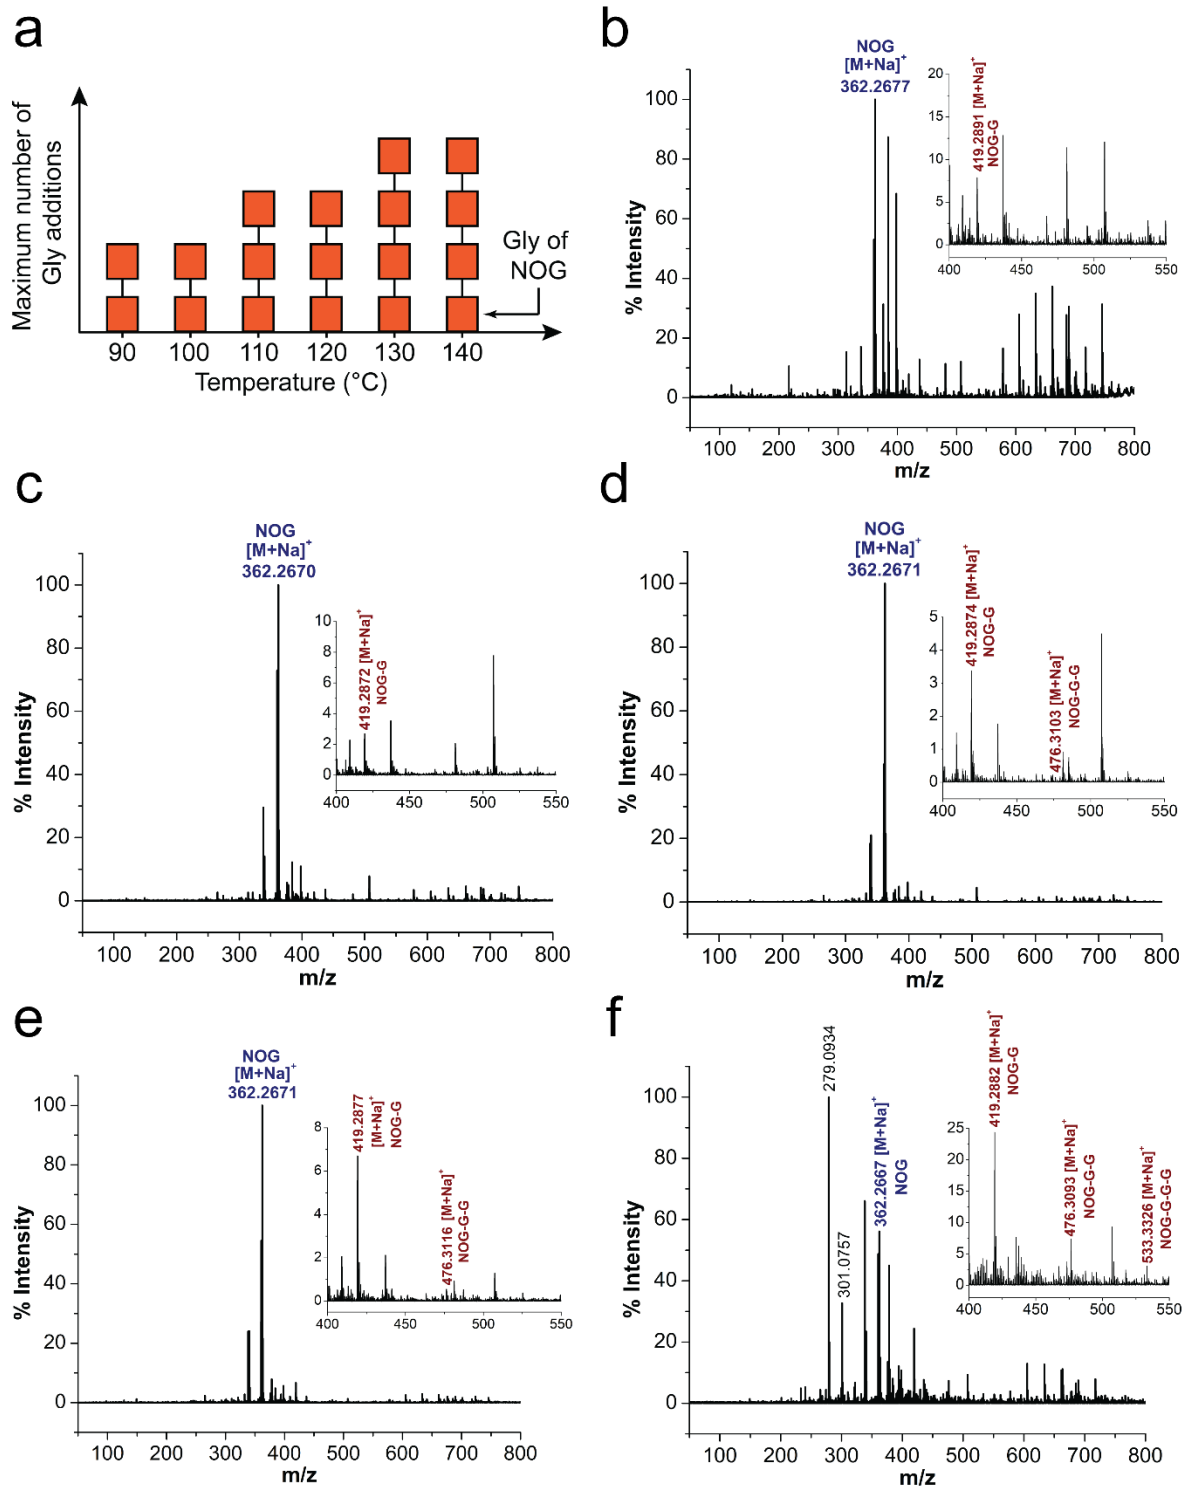 a
Maximum number of
Gly additions
Gly of
NOG
90 100 110 120 130 140
Temperature (°C)
b
NOG
[M+Na]+
362.2677
% Intensity
100
80
60
40
20
0
100 200 300 400 500 600 700 800
m/z
20
15
10
5
0
400 450 500 550
419.2891 [M+Na]+
NOG-G
c
NOG
[M+Na]+
362.2670
% Intensity
100
80
60
40
20
0
100 200 300 400 500 600 700 800
m/z
10
8
6
4
2
0
400 450 500 550
419.2872 [M+Na]+
NOG-G
d
NOG
[M+Na]+
362.2671
% Intensity
100
80
60
40
20
0
100 200 300 400 500 600 700 800
m/z
5
4
3
2
1
0
400 450 500 550
419.2874 [M+Na]+
NOG-G
476.3103 [M+Na]+
NOG-G-G
e
NOG
[M+Na]+
362.2671
% Intensity
100
80
60
40
20
0
100 200 300 400 500 600 700 800
m/z
8
6
4
2
0
400 450 500 550
419.2877
[M+Na]+
NOG-G
476.3116 [M+Na]+
NOG-G-G
f
279.0934
301.0757
362.2667 [M+Na]+
NOG
% Intensity
100
80
60
40
20
0
100 200 300 400 500 600 700 800
m/z
25
20
15
10
5
0
400 450 500 550
419.2882 [M+Na]+
NOG-G
476.3093 [M+Na]+
NOG-G-G
533.3326 [M+Na]+
NOG-G-G-G